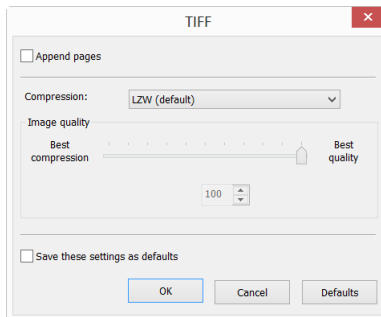 TIFF
Append pages
Compression: LZW (default)
Image quality
Best compression
Best quality
100
Save these settings as defaults
OK Cancel Defaults